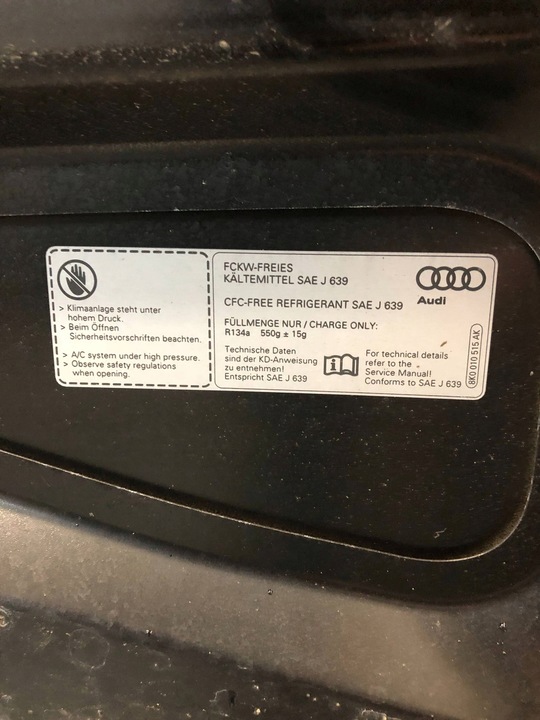 > Klimaanlage steht unter
hohem Druck.
> Beim Öffnen
Sicherheitsvorschriften beachten.
> A/C system under high pressure.
> Observe safety regulations
when opening.
FCKW-FREIES
KÄLTEMITTEL SAE J 639
CFC-FREE REFRIGERANT SAE J 639
FÜLLMENGE NUR / CHARGE ONLY:
R134a 550g ± 15g
Technische Daten
sind der KD-Anweisung
zu entnehmen!
Entspricht SAE J 639
For technical details
refer to the
Service Manual!
Conforms to SAE J 639
Audi
8K0 010 515 AK